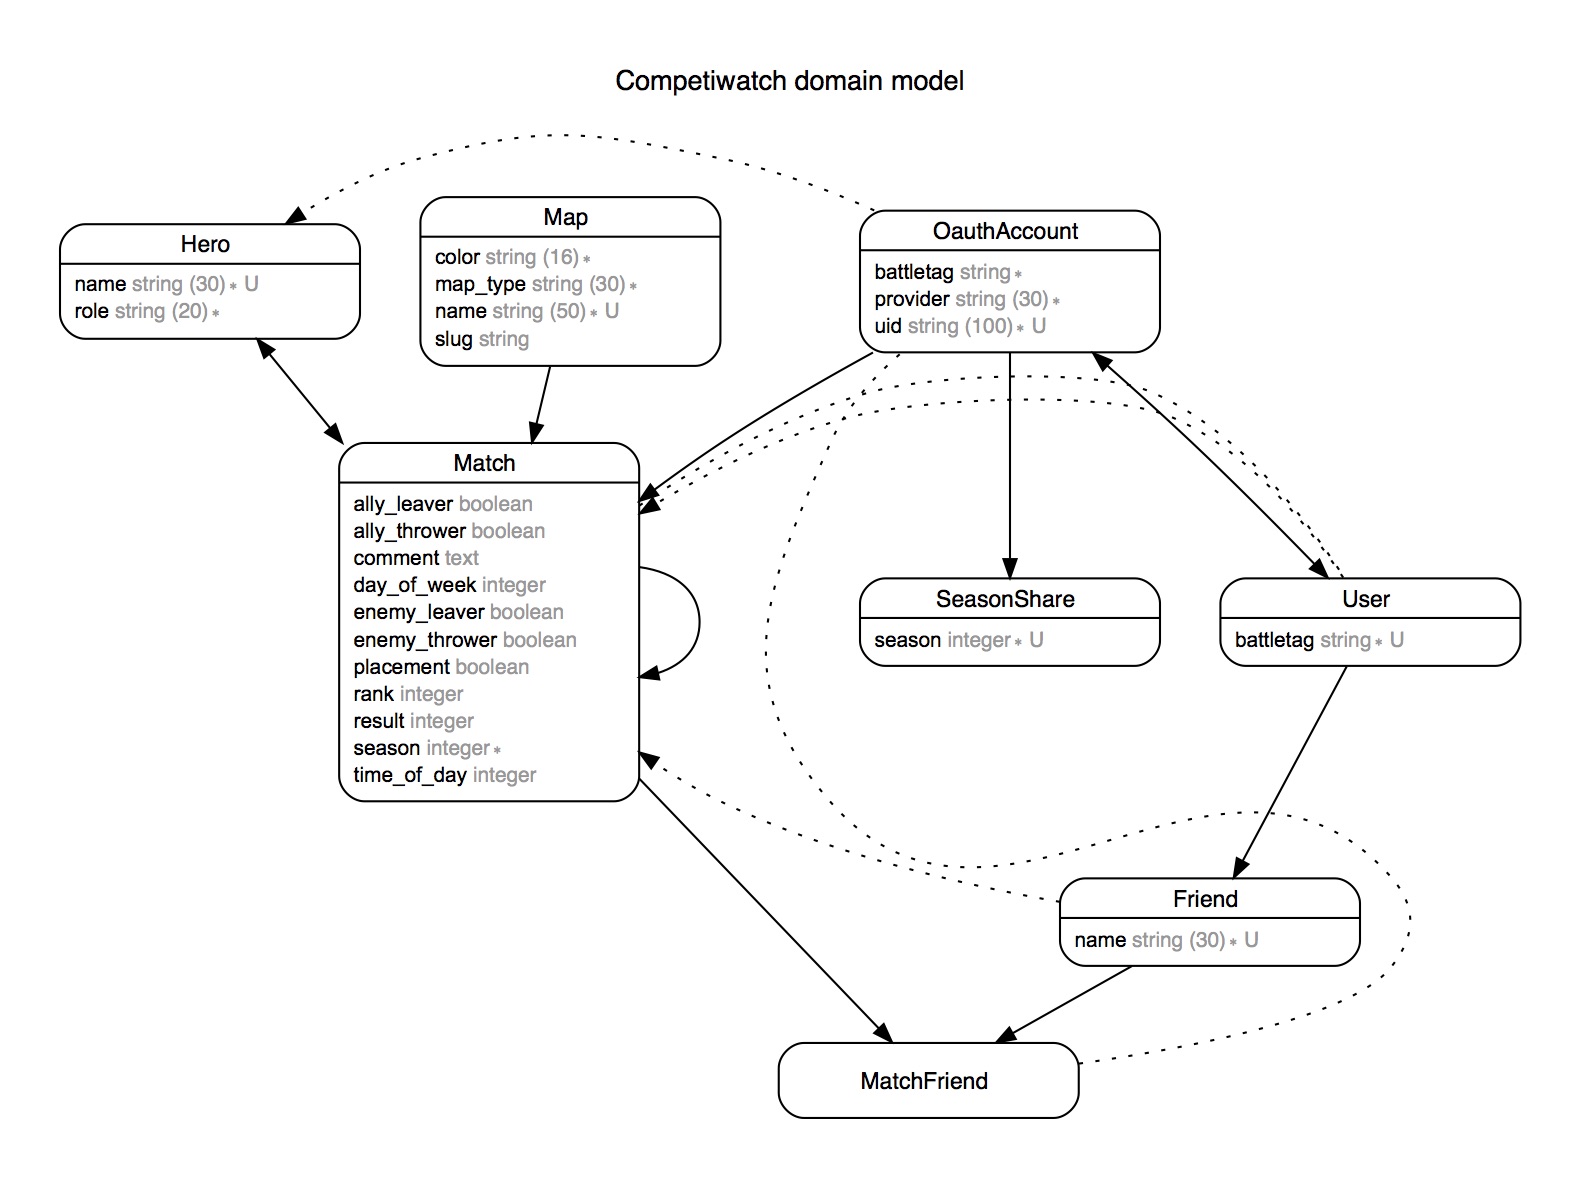 Competiwatch domain model
Hero
name string (30)∗ U
role string (20)∗
Map
color string (16)∗
map_type string (30)∗
name string (50)∗ U
slug string
OauthAccount
battletag string∗
provider string (30)∗
uid string (100)∗ U
Match
ally_leaver boolean
ally_thrower boolean
comment text
day_of_week integer
enemy_leaver boolean
enemy_thrower boolean
placement boolean
rank integer
result integer
season integer∗
time_of_day integer
SeasonShare
season integer∗ U
User
battletag string∗ U
Friend
name string (30)∗ U
MatchFriend